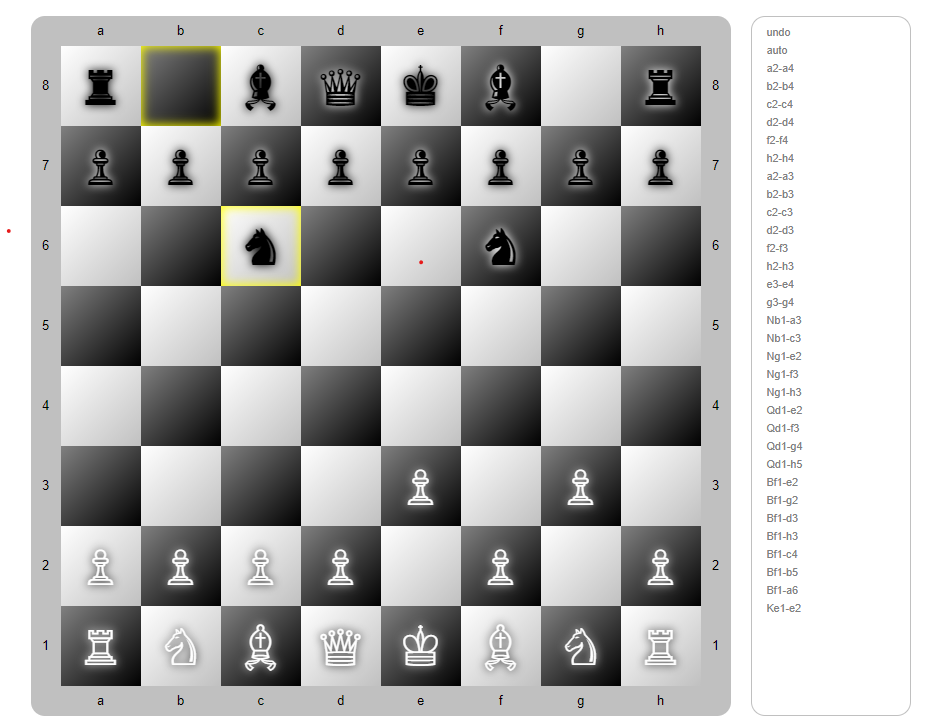 a b c d e f g h
8 8
7 7
6 6
5 5
4 4
3 3
2 2
1 1
a b c d e f g h
undo
auto
a2-a4
b2-b4
c2-c4
d2-d4
f2-f4
h2-h4
a2-a3
b2-b3
c2-c3
d2-d3
f2-f3
h2-h3
e3-e4
g3-g4
Nb1-a3
Nb1-c3
Ng1-e2
Ng1-f3
Ng1-h3
Qd1-e2
Qd1-f3
Qd1-g4
Qd1-h5
Bf1-e2
Bf1-g2
Bf1-d3
Bf1-h3
Bf1-c4
Bf1-b5
Bf1-a6
Ke1-e2